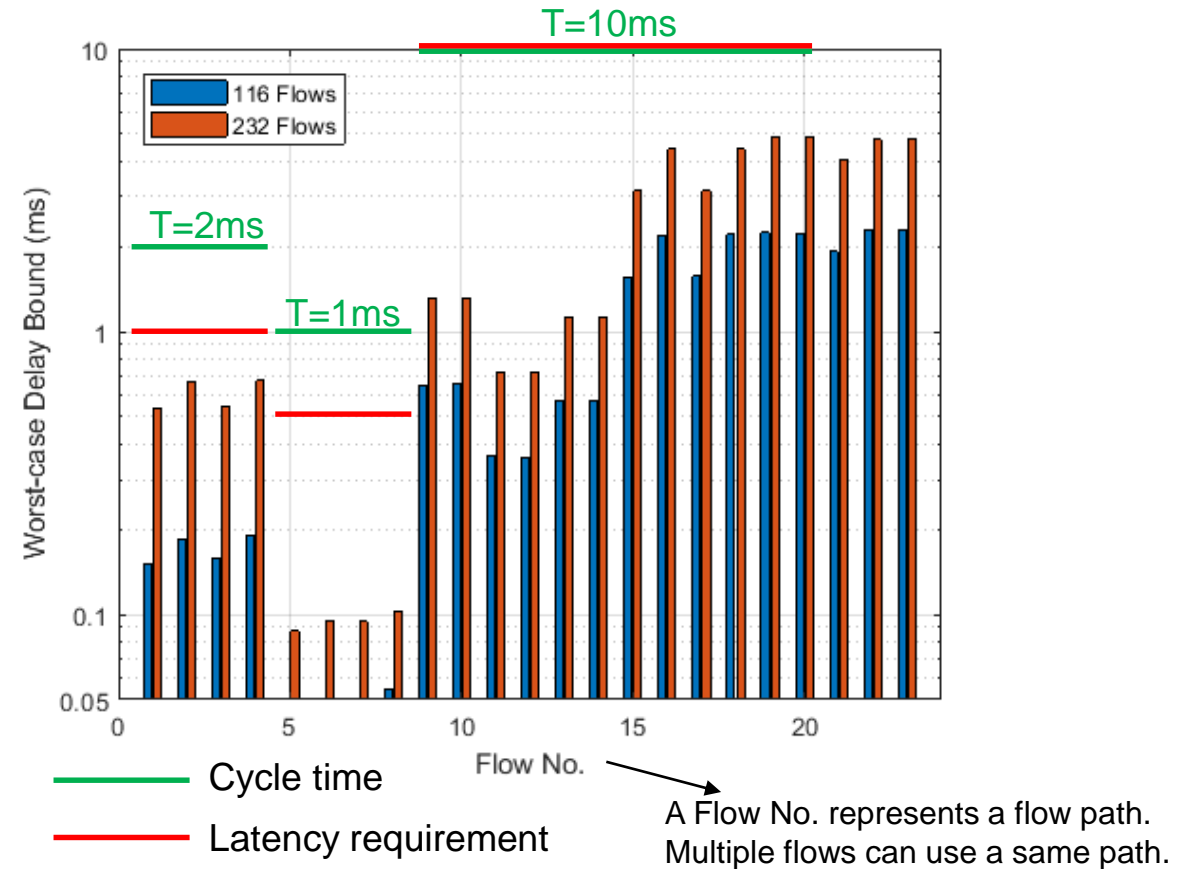 T=10ms
10
116 Flows
232 Flows
T=2ms
T=1ms
1
0.1
0.05
Worst-case Delay Bound (ms)
0 5 10 15 20
Flow No.
Cycle time
Latency requirement
A Flow No. represents a flow path.
Multiple flows can use a same path.